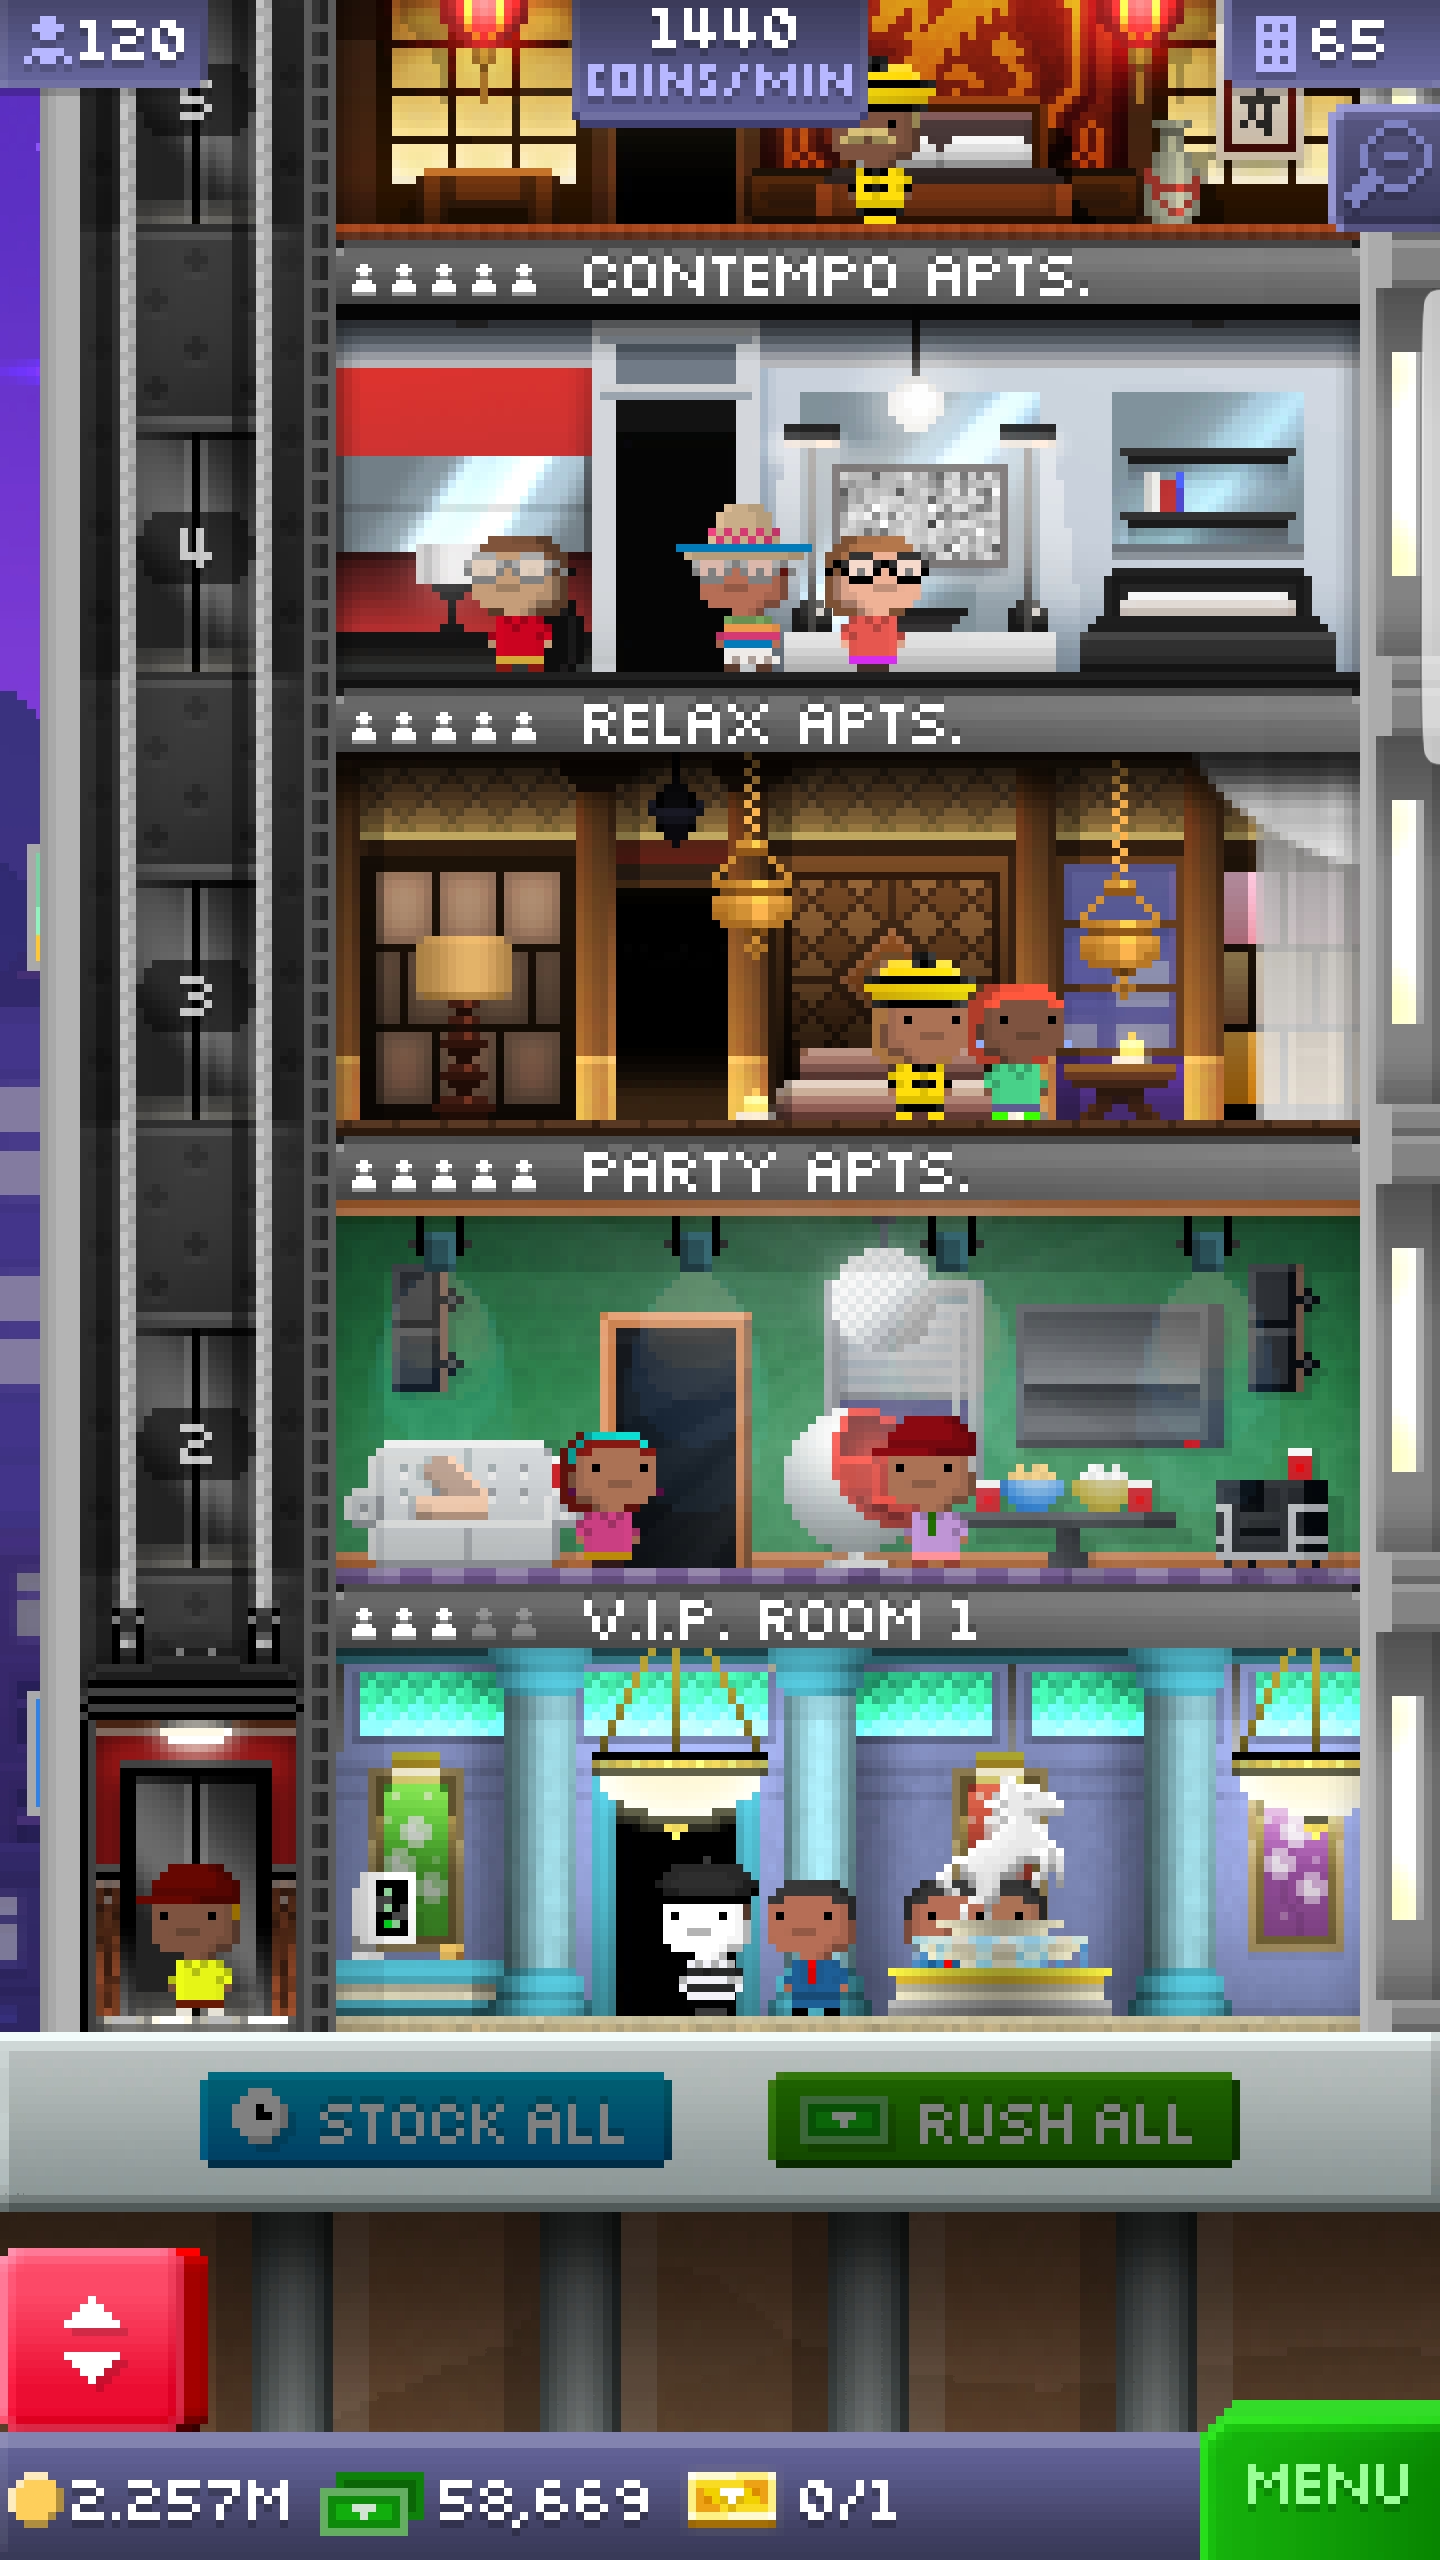 120
1440
COINS/MIN
65
5
CONTEMPO APTS.
4
RELAX APTS.
3
PARTY APTS.
2
V.I.P. ROOM 1
STOCK ALL
RUSH ALL
2.257M 58,669 0/1
MENU